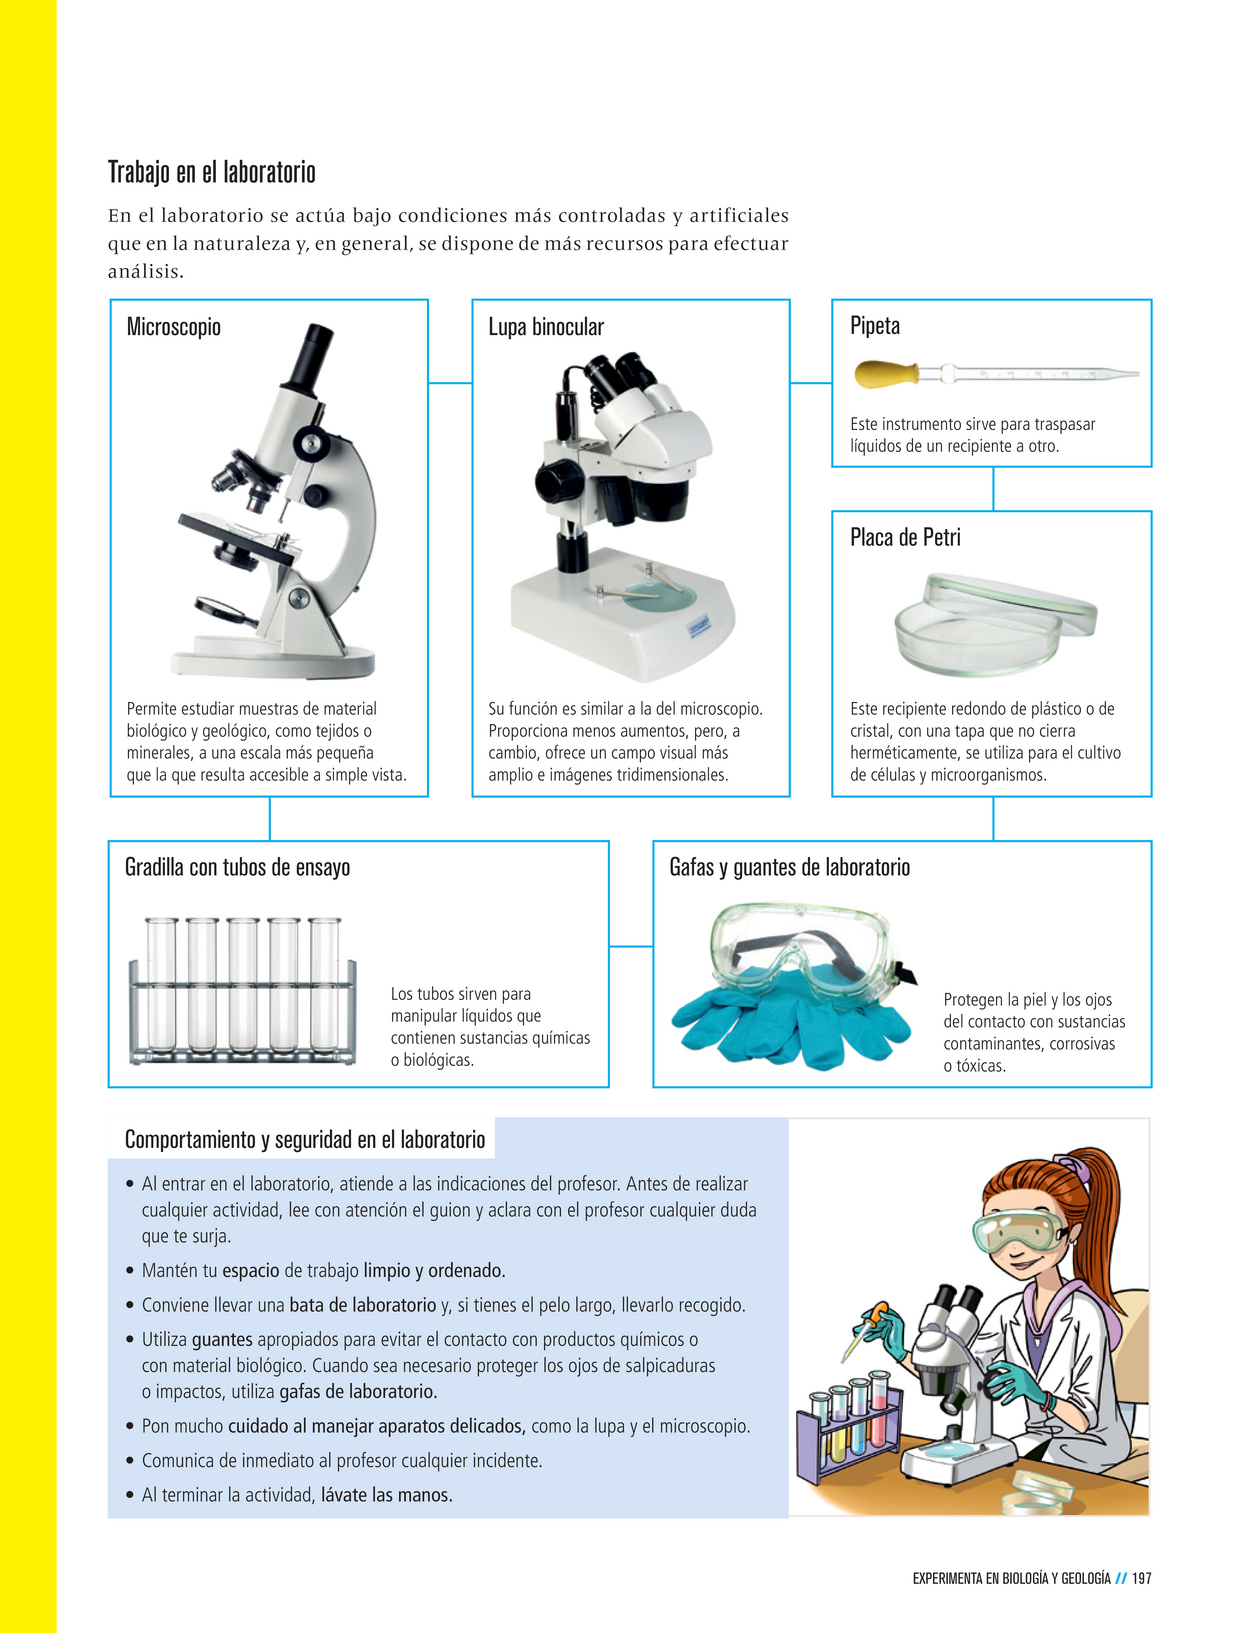 Trabajo en el laboratorio
En el laboratorio se actúa bajo condiciones más controladas y artificiales
que en la naturaleza y, en general, se dispone de más recursos para efectuar
análisis.
Microscopio
Permite estudiar muestras de material
biológico y geológico, como tejidos o
minerales, a una escala más pequeña
que la que resulta accesible a simple vista.
Lupa binocular
Su función es similar a la del microscopio.
Proporciona menos aumentos, pero, a
cambio, ofrece un campo visual más
amplio e imágenes tridimensionales.
Pipeta
Este instrumento sirve para traspasar
líquidos de un recipiente a otro.
Placa de Petri
Este recipiente redondo de plástico o de
cristal, con una tapa que no cierra
herméticamente, se utiliza para el cultivo
de células y microorganismos.
Gradilla con tubos de ensayo
Los tubos sirven para
manipular líquidos que
contienen sustancias químicas
o biológicas.
Gafas y guantes de laboratorio
Protegen la piel y los ojos
del contacto con sustancias
contaminantes, corrosivas
o tóxicas.
Comportamiento y seguridad en el laboratorio
• Al entrar en el laboratorio, atiende a las indicaciones del profesor. Antes de realizar
cualquier actividad, lee con atención el guion y aclara con el profesor cualquier duda
que te surja.
• Mantén tu espacio de trabajo limpio y ordenado.
• Conviene llevar una bata de laboratorio y, si tienes el pelo largo, llevarlo recogido.
• Utiliza guantes apropiados para evitar el contacto con productos químicos o
con material biológico. Cuando sea necesario proteger los ojos de salpicaduras
o impactos, utiliza gafas de laboratorio.
• Pon mucho cuidado al manejar aparatos delicados, como la lupa y el microscopio.
• Comunica de inmediato al profesor cualquier incidente.
• Al terminar la actividad, lávate las manos.
EXPERIMENTA EN BIOLOGÍA Y GEOLOGÍA // 197